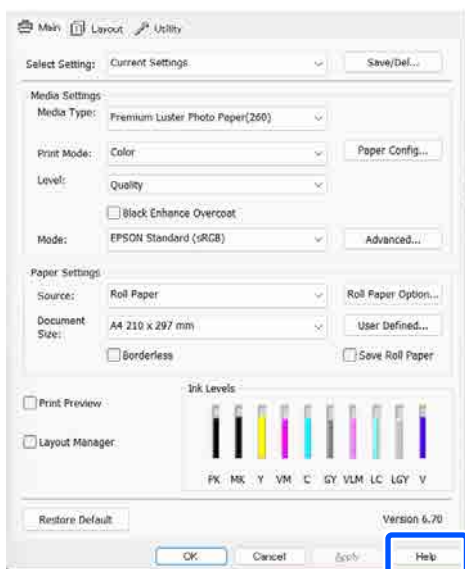 Main Layout Utility
Select Setting: Current Settings Save/Del...
Media Settings
Media Type: Premium Luster Photo Paper(260)
Print Mode: Color Paper Config...
Level: Quality
Black Enhance Overcoat
Mode: EPSON Standard (sRGB) Advanced...
Paper Settings
Source: Roll Paper Roll Paper Option...
Document
Size: A4 210 x 297 mm User Defined...
Borderless Save Roll Paper
Ink Levels
Print Preview
Layout Manager
PK MK Y VM C GY VLM LC LGY V
Restore Default Version 6.70
OK Cancel Apply Help